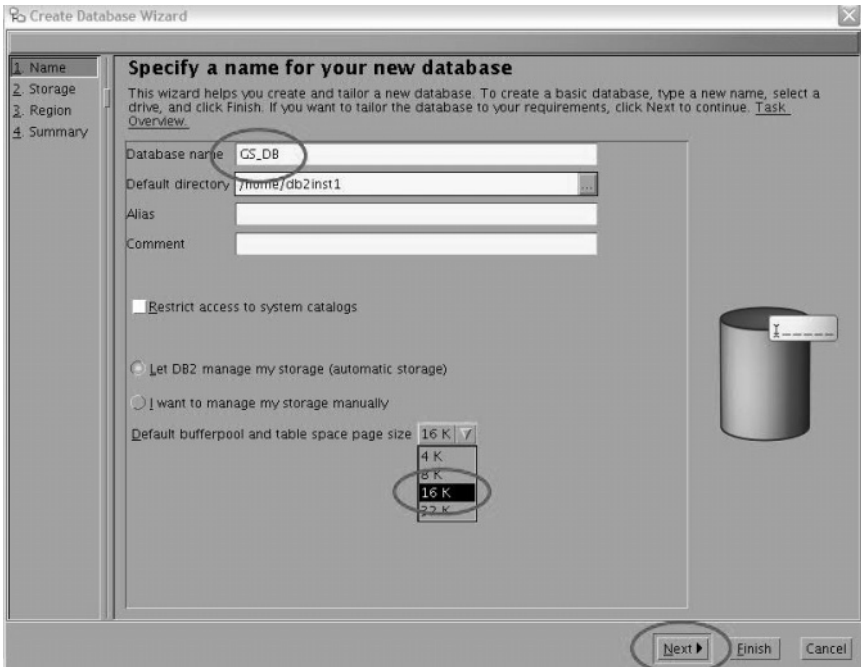 Create Database Wizard
1. Name
2. Storage
3. Region
4. Summary
Specify a name for your new database
This wizard helps you create and tailor a new database. To create a basic database, type a new name, select a
drive, and click Finish. If you want to tailor the database to your requirements, click Next to continue. Task
Overview.
Database name GS_DB
Default directory /home/db2inst1 ...
Alias
Comment
Restrict access to system catalogs
Let DB2 manage my storage (automatic storage)
I want to manage my storage manually
Default bufferpool and table space page size 16 K
4 K
8 K
16 K
32 K
Next Finish Cancel